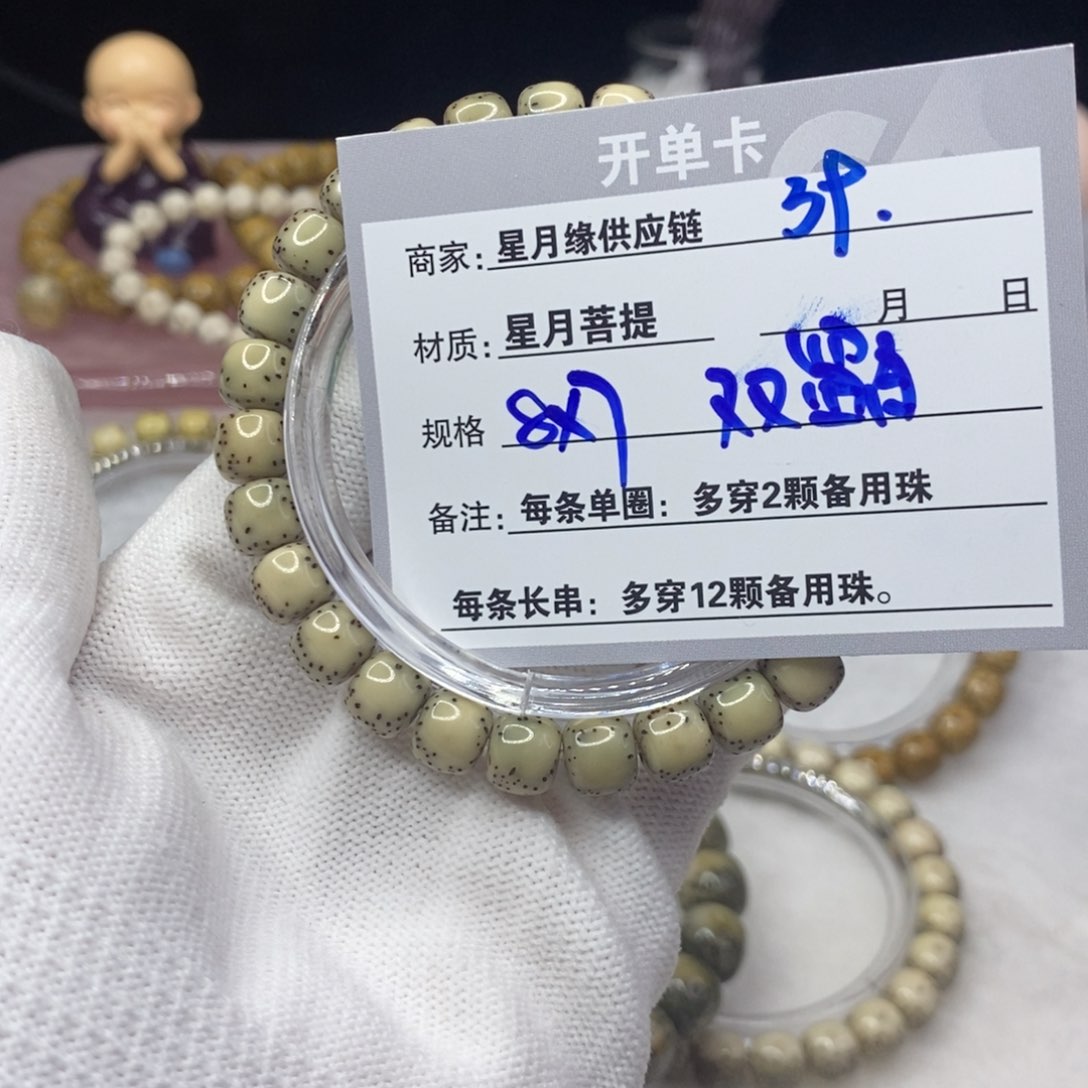 开单卡
商家：星月缘供应链
材质：星月菩提 月 日
规格 8X7 双
备注：每条单圈：多穿2颗备用珠
每条长串：多穿12颗备用珠。